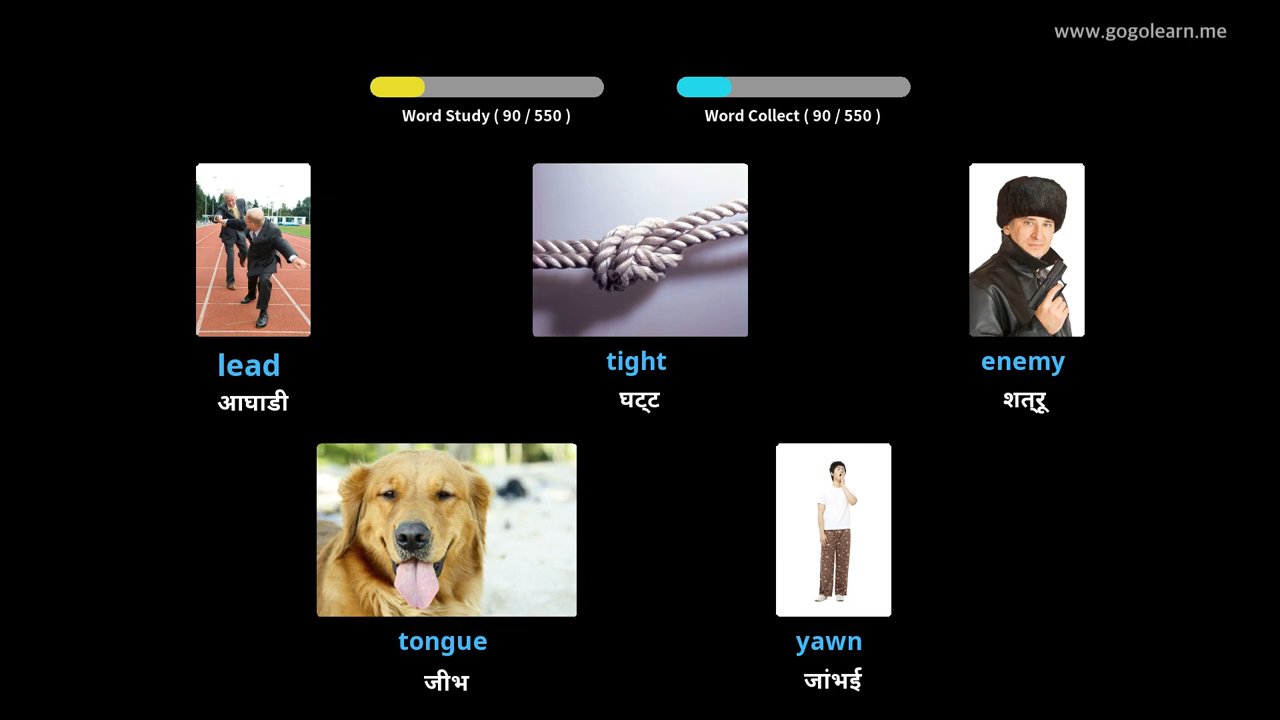 www.gogolearn.me
Word Study ( 90 / 550 )
Word Collect ( 90 / 550 )
lead
आघाडी
tight
घट्ट
enemy
शत्रू
tongue
जीभ
yawn
जांभई